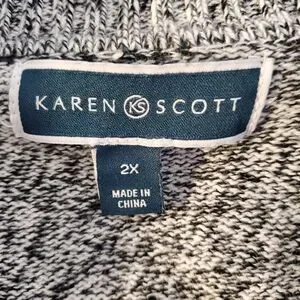 KAREN KS SCOTT
2X
MADE IN
CHINA